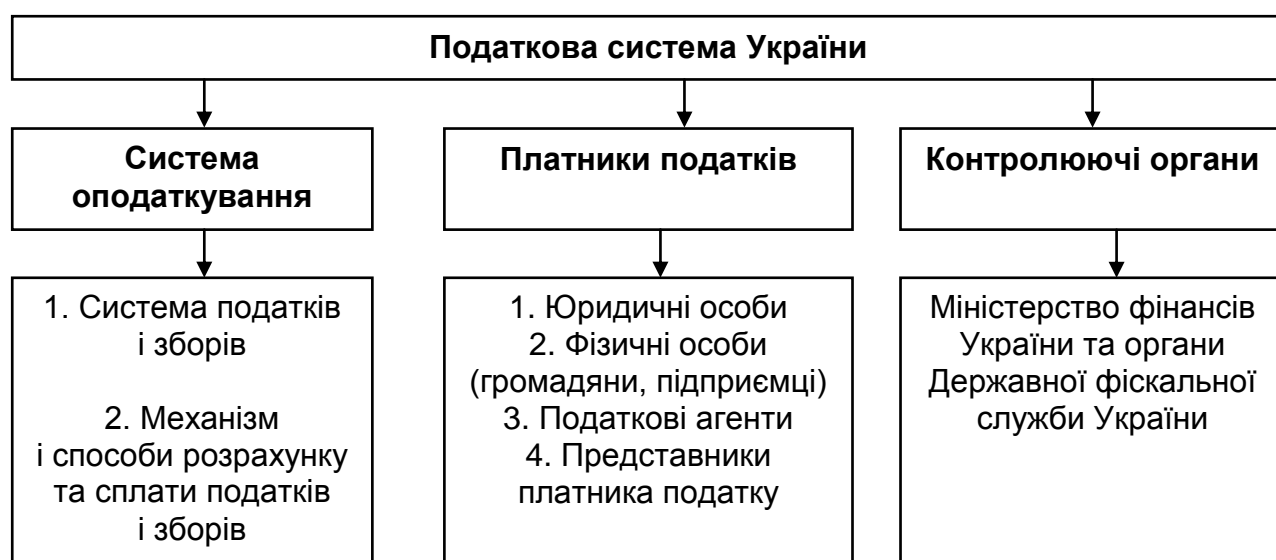 Податкова система України
Система
оподаткування
Платники податків
Контролюючі органи
1. Система податків
і зборів
2. Механізм
і способи розрахунку
та сплати податків
і зборів
1. Юридичні особи
2. Фізичні особи
(громадяни, підприємці)
3. Податкові агенти
4. Представники
платника податку
Міністерство фінансів
України та органи
Державної фіскальної
служби України